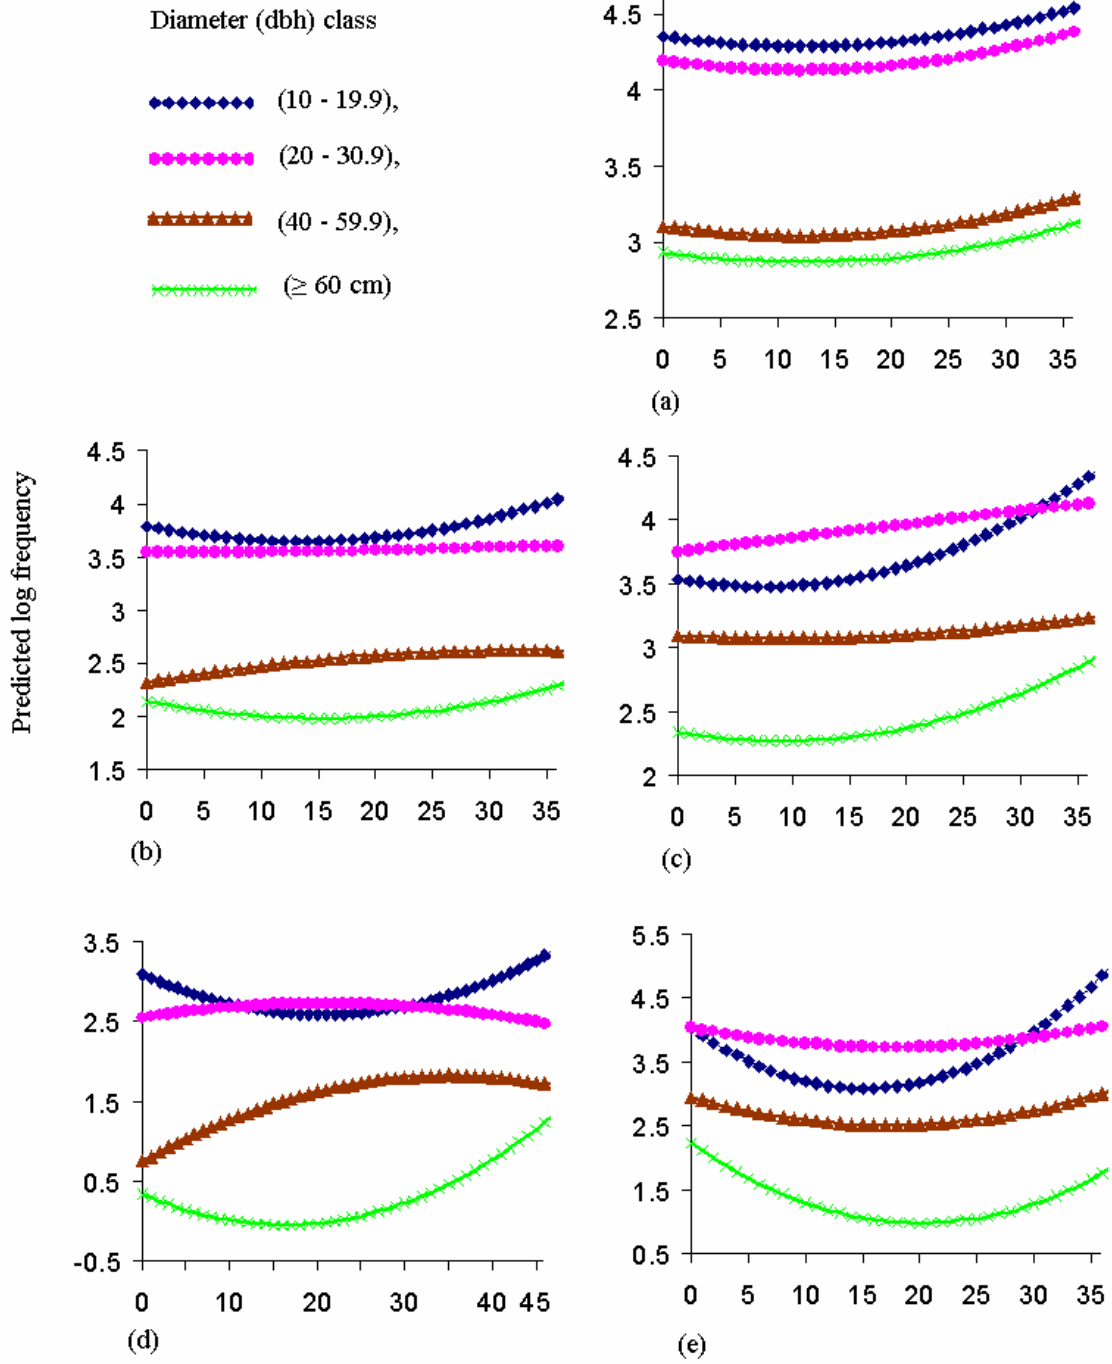 Diameter (dbh) class
(10 - 19.9),
(20 - 30.9),
(40 - 59.9),
(≥ 60 cm)
4.5
4
3.5
3
2.5
0 5 10 15 20 25 30 35
(a)
Predicted log frequency
4.5
4
3.5
3
2.5
2
1.5
0 5 10 15 20 25 30 35
(b)
4.5
4
3.5
3
2.5
2
0 5 10 15 20 25 30 35
(c)
3.5
2.5
1.5
0.5
-0.5
0 10 20 30 40 45
(d)
5.5
4.5
3.5
2.5
1.5
0.5
0 5 10 15 20 25 30 35
(e)